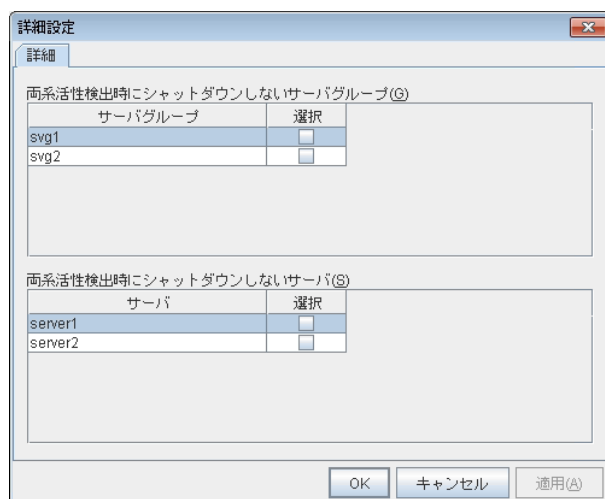 詳細設定
詳細
両系活性検出時にシャットダウンしないサーバグループ(G)
サーバグループ 選択
svg1
svg2
両系活性検出時にシャットダウンしないサーバ(S)
サーバ 選択
server1
server2
OK キャンセル 適用(A)